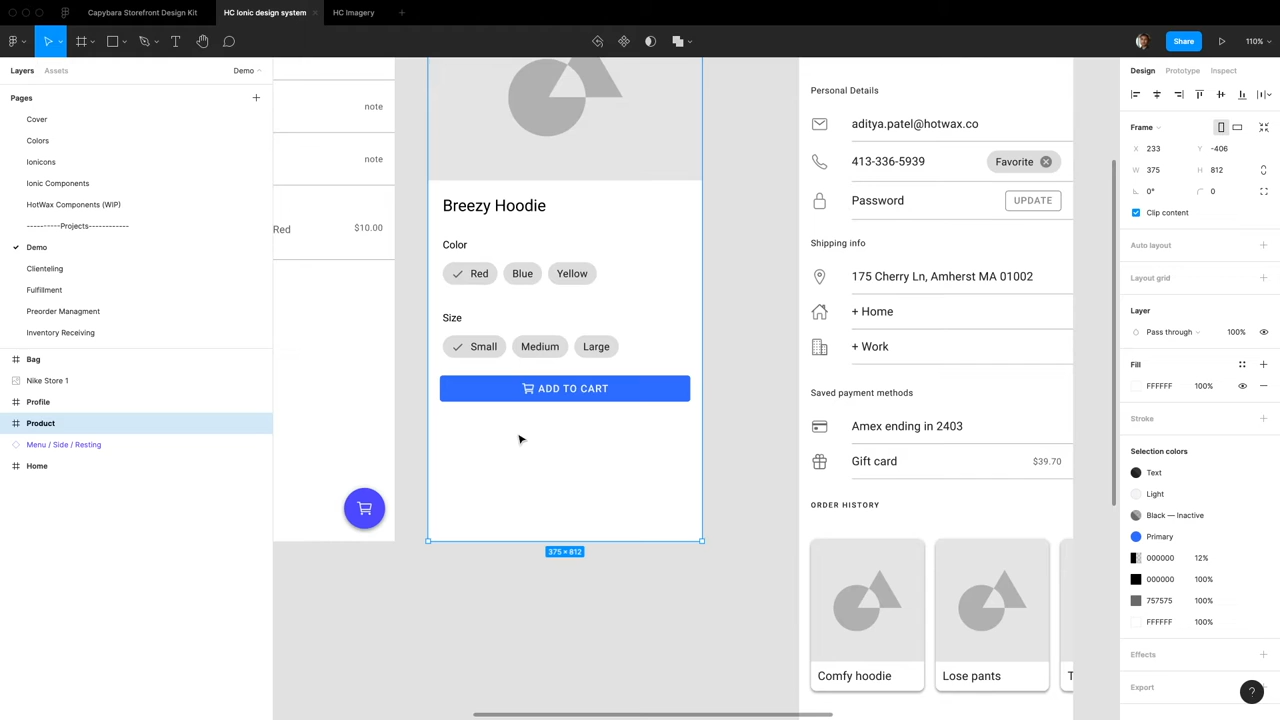 Capybara Storefront Design Kit
HC Ionic design system
HC Imagery
Share
110%
Layers
Assets
Demo
Pages
Cover
Colors
Ionicons
Ionic Components
HotWax Components (WIP)
----------Projects------------
Demo
Clienteling
Fulfillment
Preorder Managment
Inventory Receiving
Bag
Nike Store 1
Profile
Product
Menu / Side / Resting
Home
note
note
Red
$10.00
Breezy Hoodie
Color
Red
Blue
Yellow
Size
Small
Medium
Large
ADD TO CART
375 × 812
Personal Details
aditya.patel@hotwax.co
413-336-5939
Favorite
Password
UPDATE
Shipping info
175 Cherry Ln, Amherst MA 01002
+ Home
+ Work
Saved payment methods
Amex ending in 2403
Gift card
$39.70
ORDER HISTORY
Comfy hoodie
Lose pants
T
Design
Prototype
Inspect
Frame
X 233
Y -406
W 375
H 812
0°
0
Clip content
Auto layout
Layout grid
Layer
Pass through
100%
Fill
FFFFFF 100%
Stroke
Selection colors
Text
Light
Black — Inactive
Primary
000000 12%
000000 100%
757575 100%
FFFFFF 100%
Effects
Export
?